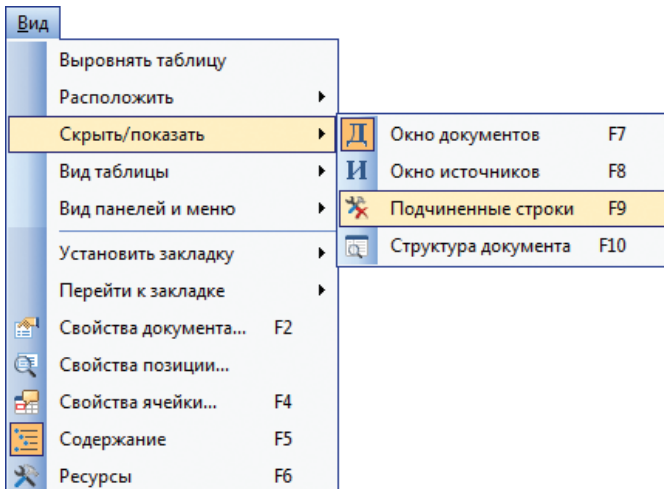 Вид
Выровнять таблицу
Расположить
Скрыть/показать
Вид таблицы
Вид панелей и меню
Установить закладку
Перейти к закладке
Свойства документа... F2
Свойства позиции...
Свойства ячейки... F4
Содержание F5
Ресурсы F6
Д Окно документов F7
И Окно источников F8
Подчиненные строки F9
Структура документа F10